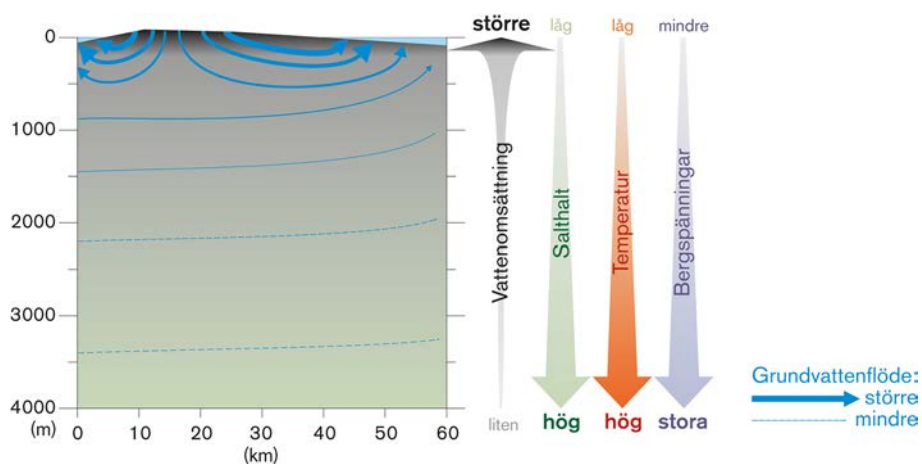 större
låg
låg
mindre
0
1000
2000
3000
4000
(m)
0
10
20
30
40
50
60
(km)
Vattenomsättning
Salthalt
Temperatur
Bergspänningar
liten
hög
hög
stora
Grundvattenflöde:
större
mindre